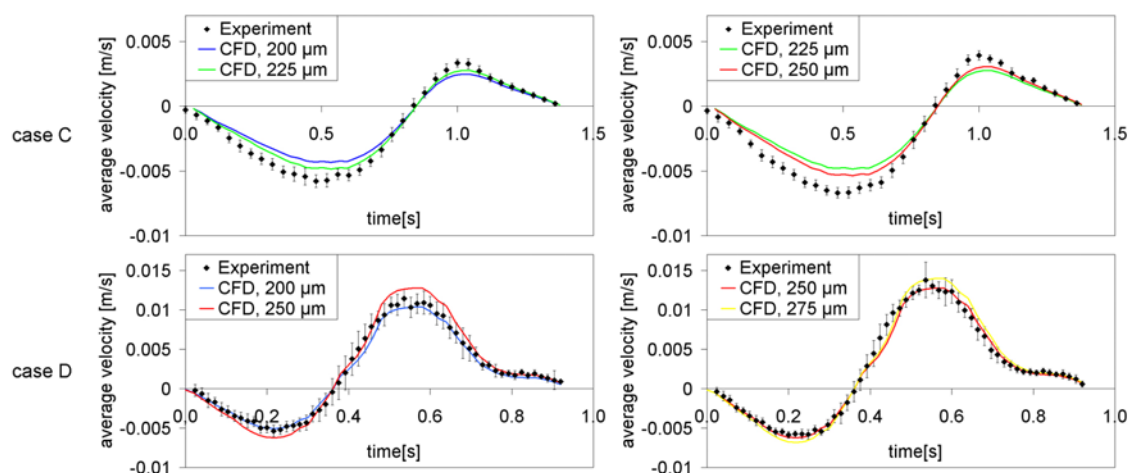 case C
average velocity [m/s]
0.005
0
-0.005
-0.01
Experiment
CFD, 200 µm
CFD, 225 µm
0.0
0.5
1.0
1.5
time[s]
average velocity [m/s]
0.005
0
-0.005
-0.01
Experiment
CFD, 225 µm
CFD, 250 µm
0.0
0.5
1.0
1.5
time[s]
case D
average velocity [m/s]
0.015
0.01
0.005
0
-0.005
-0.01
Experiment
CFD, 200 µm
CFD, 250 µm
0.0
0.2
0.4
0.6
0.8
1.0
time[s]
average velocity [m/s]
0.015
0.01
0.005
0
-0.005
-0.01
Experiment
CFD, 250 µm
CFD, 275 µm
0.0
0.2
0.4
0.6
0.8
1.0
time[s]